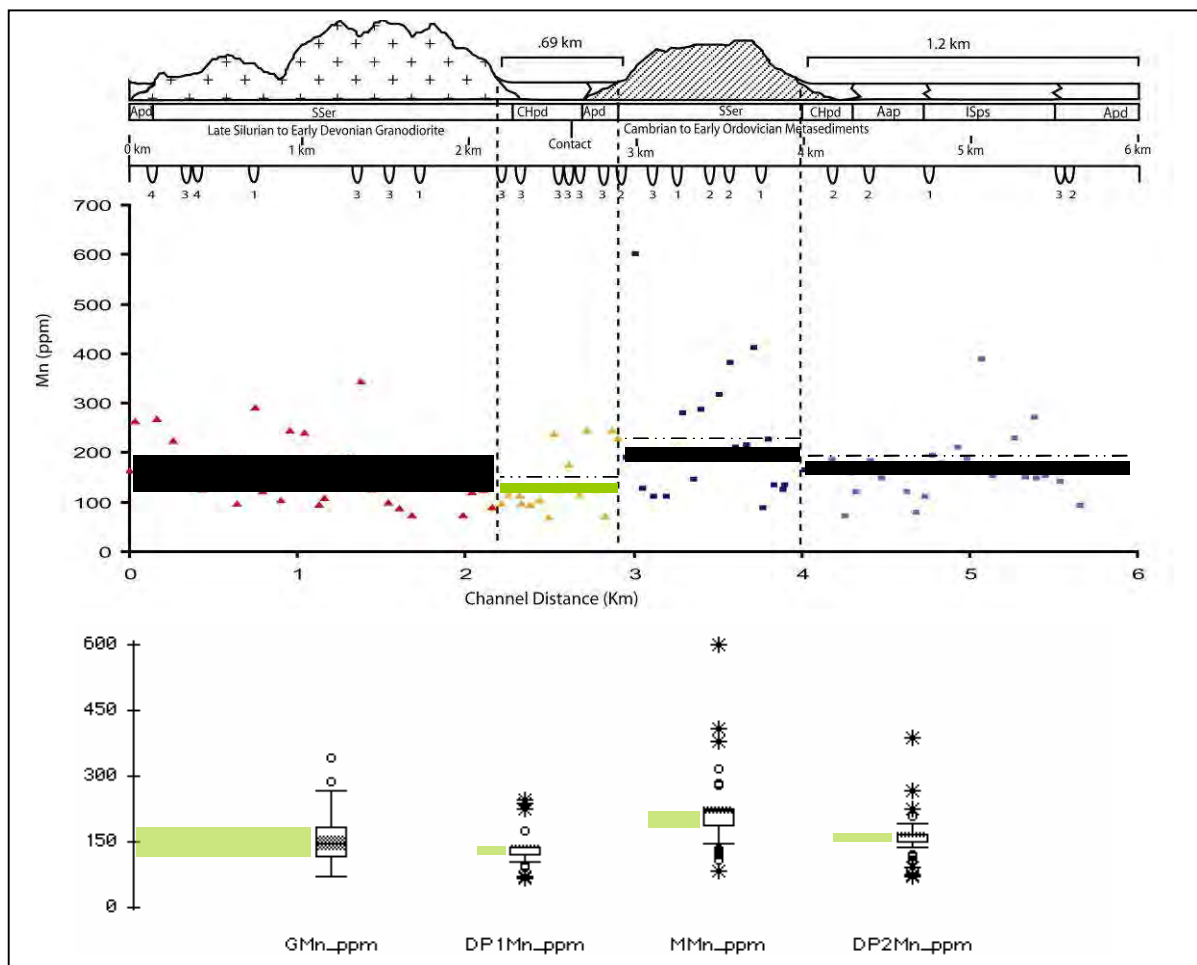 .69 km
1.2 km
Apd SSer CHpd Apd SSer CHpd Aap ISps Apd
Late Silurian to Early Devonian Granodiorite
Contact
Cambrian to Early Ordovician Metasediments
0 km 1 km 2 km 3 km 4 km 5 km 6 km
4 3 4 1 3 3 1 3 3 3 3 3 3 2 3 1 2 2 1 2 2 1 3 2
700
600
500
400
300
200
100
0
Mn (ppm)
0 1 2 3 4 5 6
Channel Distance (Km)
600
450
300
150
0
GMn_ppm DP1Mn_ppm MMn_ppm DP2Mn_ppm